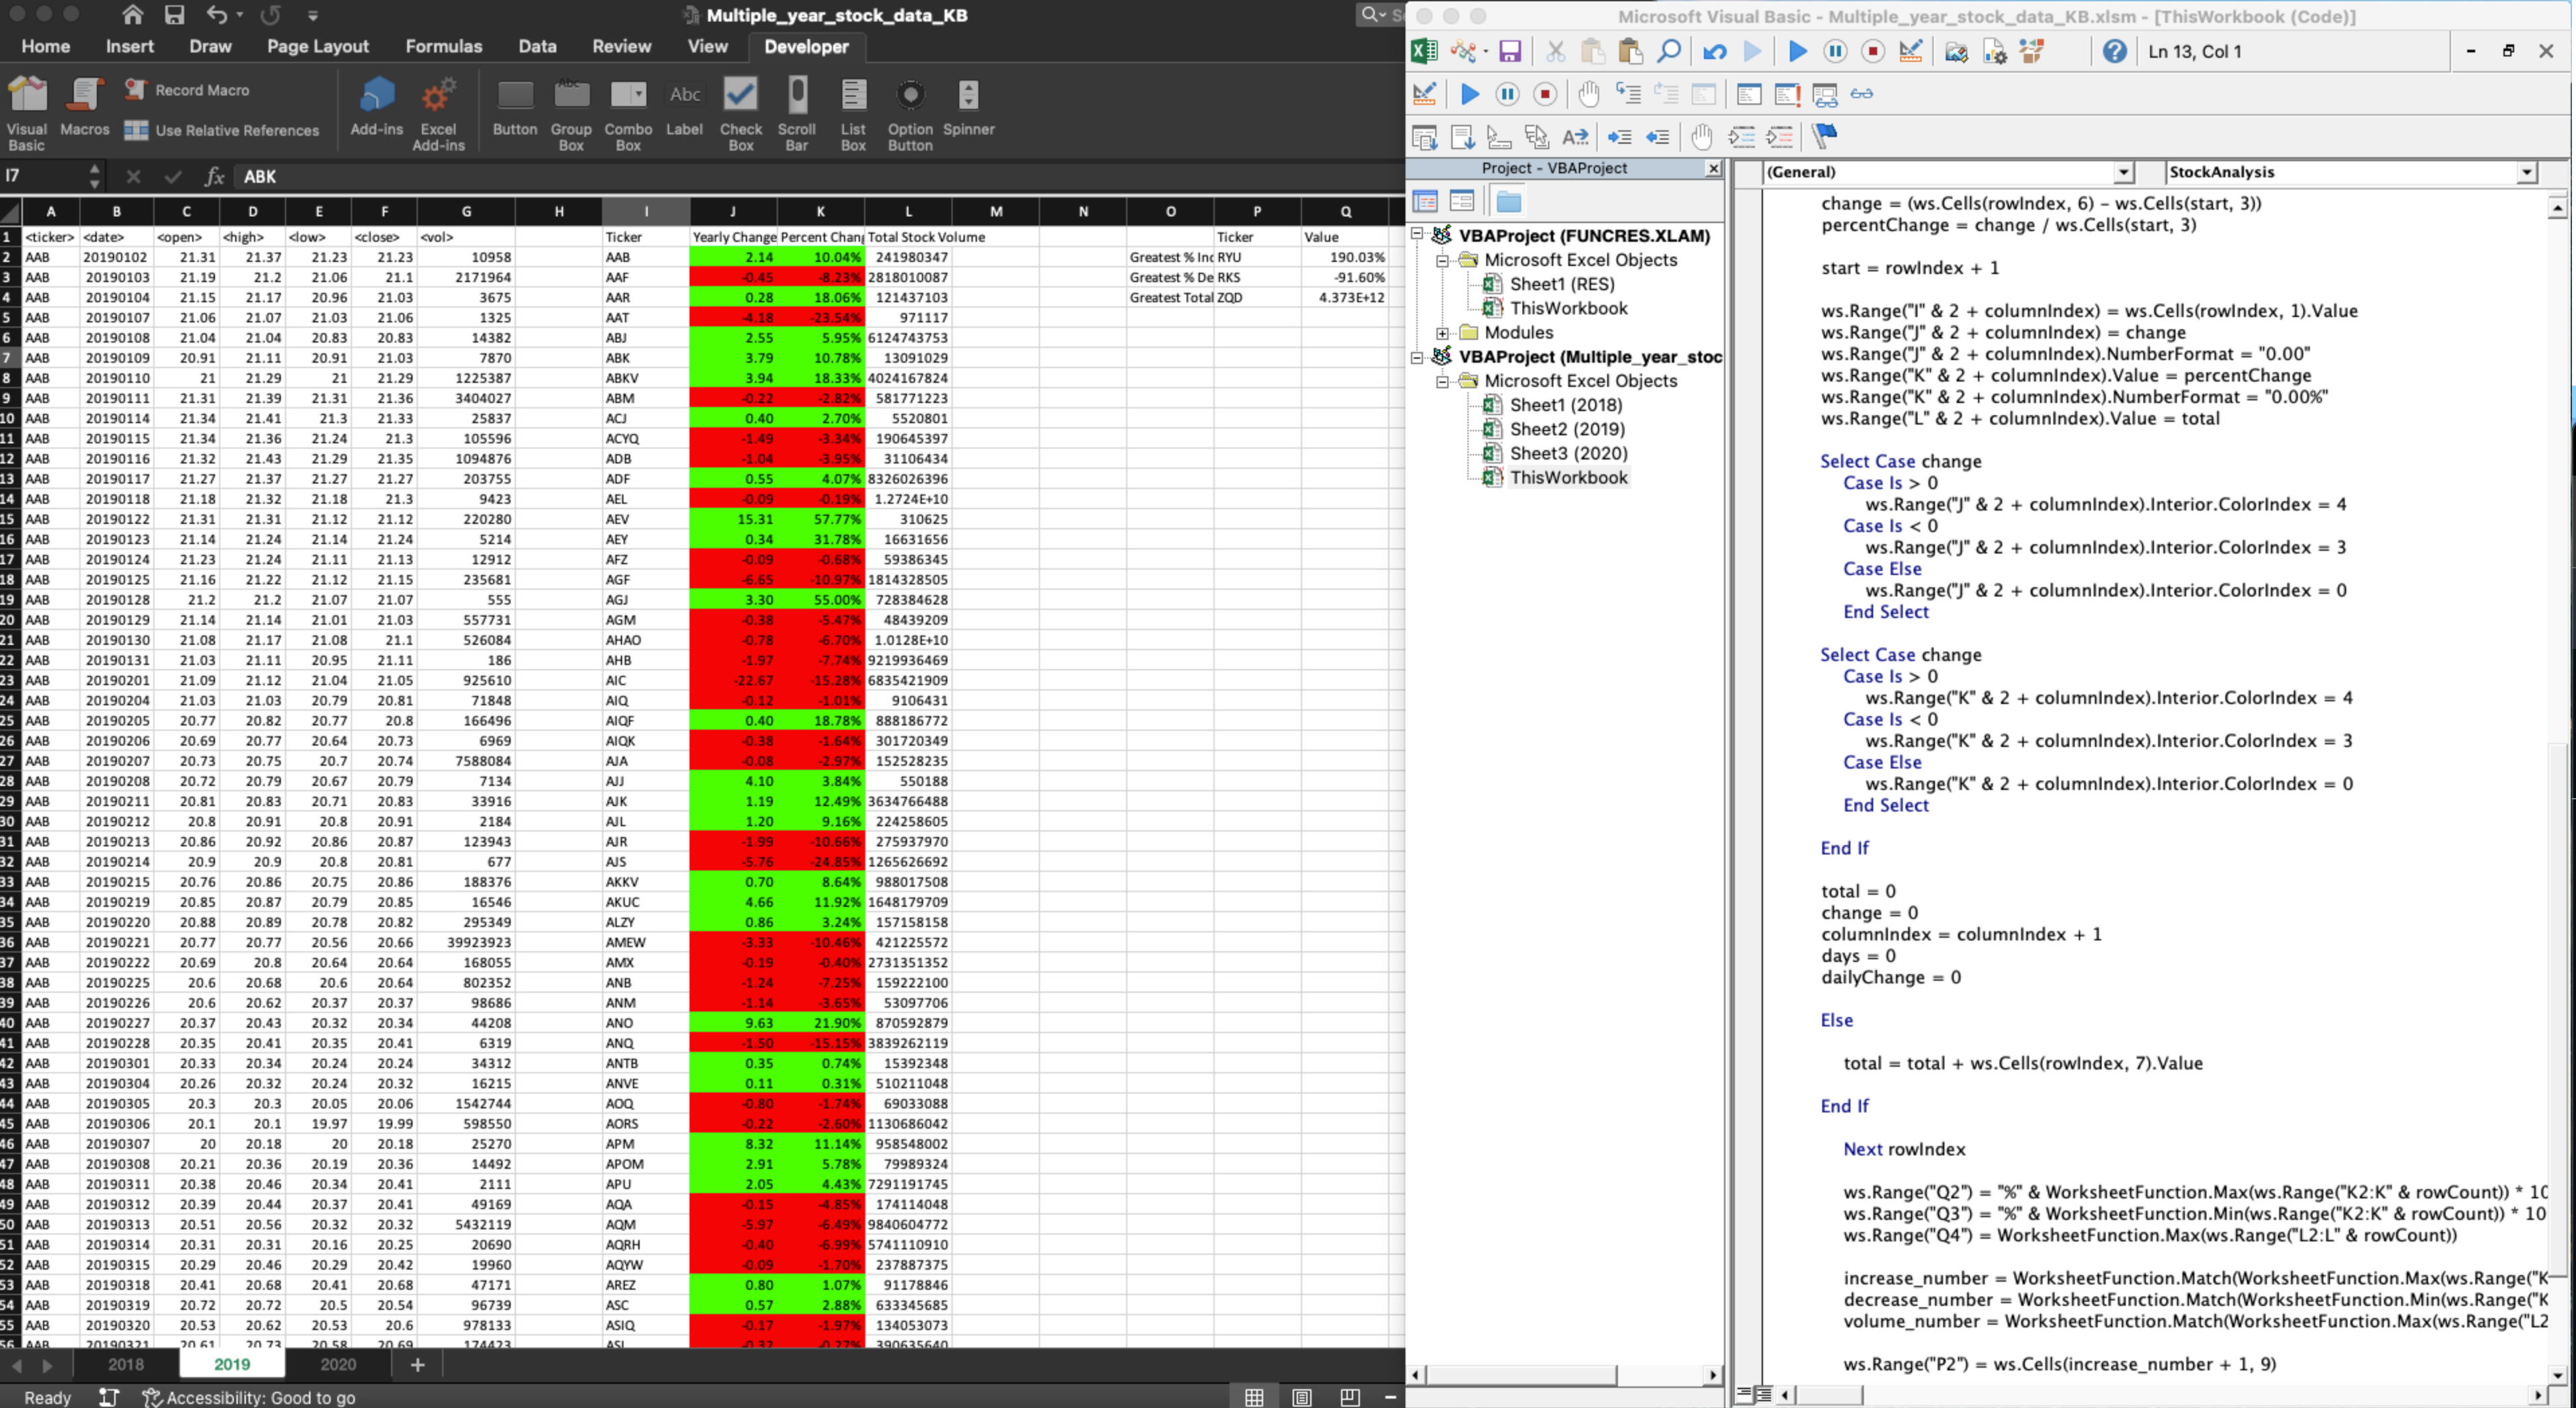 Multiple_year_stock_data_KB
Home Insert Draw Page Layout Formulas Data Review View Developer
Visual Basic
Macros
Record Macro
Use Relative References
Add-ins
Excel Add-ins
Button
Group Box
Combo Box
Label
Check Box
Scroll Bar
List Box
Option Button
Spinner
I7 fx ABK
A B C D E F G H I J K L M N O P Q
1 <ticker> <date> <open> <high> <low> <close> <vol> Ticker Yearly Change Percent Chang Total Stock Volume Ticker Value
2 AAB 20190102 21.31 21.37 21.23 21.23 10958 AAB 2.14 10.04% 241980347 Greatest % Inc RYU 190.03%
3 AAB 20190103 21.19 21.2 21.06 21.1 2171964 AAF -0.45 -8.23% 2818010087 Greatest % De RKS -91.60%
4 AAB 20190104 21.15 21.17 20.96 21.03 3675 AAR 0.28 18.06% 121437103 Greatest Total ZQD 4.373E+12
5 AAB 20190107 21.06 21.07 21.03 21.06 1325 AAT -4.18 -23.54% 971117
6 AAB 20190108 21.04 21.04 20.83 20.83 14382 ABJ 2.55 5.95% 6124743753
7 AAB 20190109 20.91 21.11 20.91 21.03 7870 ABK 3.79 10.78% 13091029
8 AAB 20190110 21 21.29 21 21.29 1225387 ABKV 3.94 18.33% 4024167824
9 AAB 20190111 21.31 21.39 21.31 21.36 3404027 ABM -0.22 -2.82% 581771223
10 AAB 20190114 21.34 21.41 21.3 21.33 25837 ACJ 0.40 2.70% 5520801
11 AAB 20190115 21.34 21.36 21.24 21.3 105596 ACYQ -1.49 -3.34% 190645397
12 AAB 20190116 21.32 21.43 21.29 21.35 1094876 ADB -1.04 -3.95% 31106434
13 AAB 20190117 21.27 21.37 21.27 21.27 203755 ADF 0.55 4.07% 8326026396
14 AAB 20190118 21.18 21.32 21.18 21.3 9423 AEL -0.09 -0.19% 1.2724E+10
15 AAB 20190122 21.31 21.31 21.12 21.12 220280 AEV 15.31 57.77% 310625
16 AAB 20190123 21.14 21.24 21.14 21.24 5214 AEY 0.34 31.78% 16631656
17 AAB 20190124 21.23 21.24 21.11 21.13 12912 AFZ -0.09 -0.68% 59386345
18 AAB 20190125 21.16 21.22 21.12 21.15 235681 AGF -6.65 -10.97% 1814328505
19 AAB 20190128 21.2 21.2 21.07 21.07 555 AGJ 3.30 55.00% 728384628
20 AAB 20190129 21.14 21.14 21.01 21.03 557731 AGM -0.38 -5.47% 48439209
21 AAB 20190130 21.08 21.17 21.08 21.1 526084 AHAO -0.78 -6.70% 1.0128E+10
22 AAB 20190131 21.03 21.11 20.95 21.11 186 AHB -1.97 -7.74% 9219936469
23 AAB 20190201 21.09 21.12 21.04 21.05 925610 AIC -22.67 -15.28% 6835421909
24 AAB 20190204 21.03 21.03 20.79 20.81 71848 AIQ -0.12 -1.01% 9106431
25 AAB 20190205 20.77 20.82 20.77 20.8 166496 AIQF 0.40 18.78% 888186772
26 AAB 20190206 20.69 20.77 20.64 20.73 6969 AIQK -0.38 -1.64% 301720349
27 AAB 20190207 20.73 20.75 20.7 20.74 7588084 AJA -0.08 -2.97% 152528235
28 AAB 20190208 20.72 20.79 20.67 20.79 7134 AJJ 4.10 3.84% 550188
29 AAB 20190211 20.81 20.83 20.71 20.83 33916 AJK 1.19 12.49% 3634766488
30 AAB 20190212 20.8 20.91 20.8 20.91 2184 AJL 1.20 9.16% 224258605
31 AAB 20190213 20.86 20.92 20.86 20.87 123943 AJR -1.99 -10.66% 275937970
32 AAB 20190214 20.9 20.9 20.8 20.81 677 AJS -5.76 -24.85% 1265626692
33 AAB 20190215 20.76 20.86 20.75 20.86 188376 AKKV 0.70 8.64% 988017508
34 AAB 20190219 20.85 20.87 20.79 20.85 16546 AKUC 4.66 11.92% 1648179709
35 AAB 20190220 20.88 20.89 20.78 20.82 295349 ALZY 0.86 3.24% 157158158
36 AAB 20190221 20.77 20.77 20.56 20.66 39923923 AMEW -3.33 -10.46% 421225572
37 AAB 20190222 20.69 20.8 20.64 20.64 168055 AMX -0.19 -0.40% 2731351352
38 AAB 20190225 20.6 20.68 20.6 20.64 802352 ANB -1.24 -7.25% 159222100
39 AAB 20190226 20.6 20.62 20.37 20.37 98686 ANM -1.14 -3.65% 53097706
40 AAB 20190227 20.37 20.43 20.32 20.34 44208 ANO 9.63 21.90% 870592879
41 AAB 20190228 20.35 20.41 20.35 20.41 6319 ANQ -1.50 -15.15% 3839262119
42 AAB 20190301 20.33 20.34 20.24 20.24 34312 ANTB 0.35 0.74% 15392348
43 AAB 20190304 20.26 20.32 20.24 20.32 16215 ANVE 0.11 0.31% 510211048
44 AAB 20190305 20.3 20.3 20.05 20.06 1542744 AOQ -0.80 -1.74% 69033088
45 AAB 20190306 20.1 20.1 19.97 19.99 598550 AORS -0.22 -2.60% 1130686042
46 AAB 20190307 20 20.18 20 20.18 25270 APM 8.32 11.14% 958548002
47 AAB 20190308 20.21 20.36 20.19 20.36 14492 APOM 2.91 5.78% 79989324
48 AAB 20190311 20.38 20.46 20.34 20.41 2111 APU 2.05 4.43% 7291191745
49 AAB 20190312 20.39 20.44 20.37 20.41 49169 AQA -0.15 -4.85% 174114048
50 AAB 20190313 20.51 20.56 20.32 20.32 5432119 AQM -5.97 -6.49% 9840604772
51 AAB 20190314 20.31 20.31 20.16 20.25 20690 AQRH -0.40 -6.99% 5741110910
52 AAB 20190315 20.29 20.46 20.29 20.42 19960 AQYW -0.09 -1.70% 237887375
53 AAB 20190318 20.41 20.68 20.41 20.68 47171 AREZ 0.80 1.07% 91178846
54 AAB 20190319 20.72 20.72 20.5 20.54 96739 ASC 0.57 2.88% 633345685
55 AAB 20190320 20.53 20.62 20.53 20.6 978133 ASIQ -0.17 -1.97% 134053073
56 AAB 20190321 20.61 20.73 20.58 20.69 174423 ASL -0.32 -0.27% 390635640
2018 2019 2020 +
Ready Accessibility: Good to go
Microsoft Visual Basic - Multiple_year_stock_data_KB.xlsm - [ThisWorkbook (Code)]
Ln 13, Col 1
Project - VBAProject
VBAProject (FUNCRES.XLAM)
Microsoft Excel Objects
Sheet1 (RES)
ThisWorkbook
Modules
VBAProject (Multiple_year_stoc
Microsoft Excel Objects
Sheet1 (2018)
Sheet2 (2019)
Sheet3 (2020)
ThisWorkbook
(General) StockAnalysis
change = (ws.Cells(rowIndex, 6) - ws.Cells(start, 3))
percentChange = change / ws.Cells(start, 3)
start = rowIndex + 1
ws.Range("I" & 2 + columnIndex) = ws.Cells(rowIndex, 1).Value
ws.Range("J" & 2 + columnIndex) = change
ws.Range("J" & 2 + columnIndex).NumberFormat = "0.00"
ws.Range("K" & 2 + columnIndex).Value = percentChange
ws.Range("K" & 2 + columnIndex).NumberFormat = "0.00%"
ws.Range("L" & 2 + columnIndex).Value = total
Select Case change
Case Is > 0
ws.Range("J" & 2 + columnIndex).Interior.ColorIndex = 4
Case Is < 0
ws.Range("J" & 2 + columnIndex).Interior.ColorIndex = 3
Case Else
ws.Range("J" & 2 + columnIndex).Interior.ColorIndex = 0
End Select
Select Case change
Case Is > 0
ws.Range("K" & 2 + columnIndex).Interior.ColorIndex = 4
Case Is < 0
ws.Range("K" & 2 + columnIndex).Interior.ColorIndex = 3
Case Else
ws.Range("K" & 2 + columnIndex).Interior.ColorIndex = 0
End Select
End If
total = 0
change = 0
columnIndex = columnIndex + 1
days = 0
dailyChange = 0
Else
total = total + ws.Cells(rowIndex, 7).Value
End If
Next rowIndex
ws.Range("Q2") = "%" & WorksheetFunction.Max(ws.Range("K2:K" & rowCount)) * 10
ws.Range("Q3") = "%" & WorksheetFunction.Min(ws.Range("K2:K" & rowCount)) * 10
ws.Range("Q4") = WorksheetFunction.Max(ws.Range("L2:L" & rowCount))
increase_number = WorksheetFunction.Match(WorksheetFunction.Max(ws.Range("K
decrease_number = WorksheetFunction.Match(WorksheetFunction.Min(ws.Range("K
volume_number = WorksheetFunction.Match(WorksheetFunction.Max(ws.Range("L2
ws.Range("P2") = ws.Cells(increase_number + 1, 9)